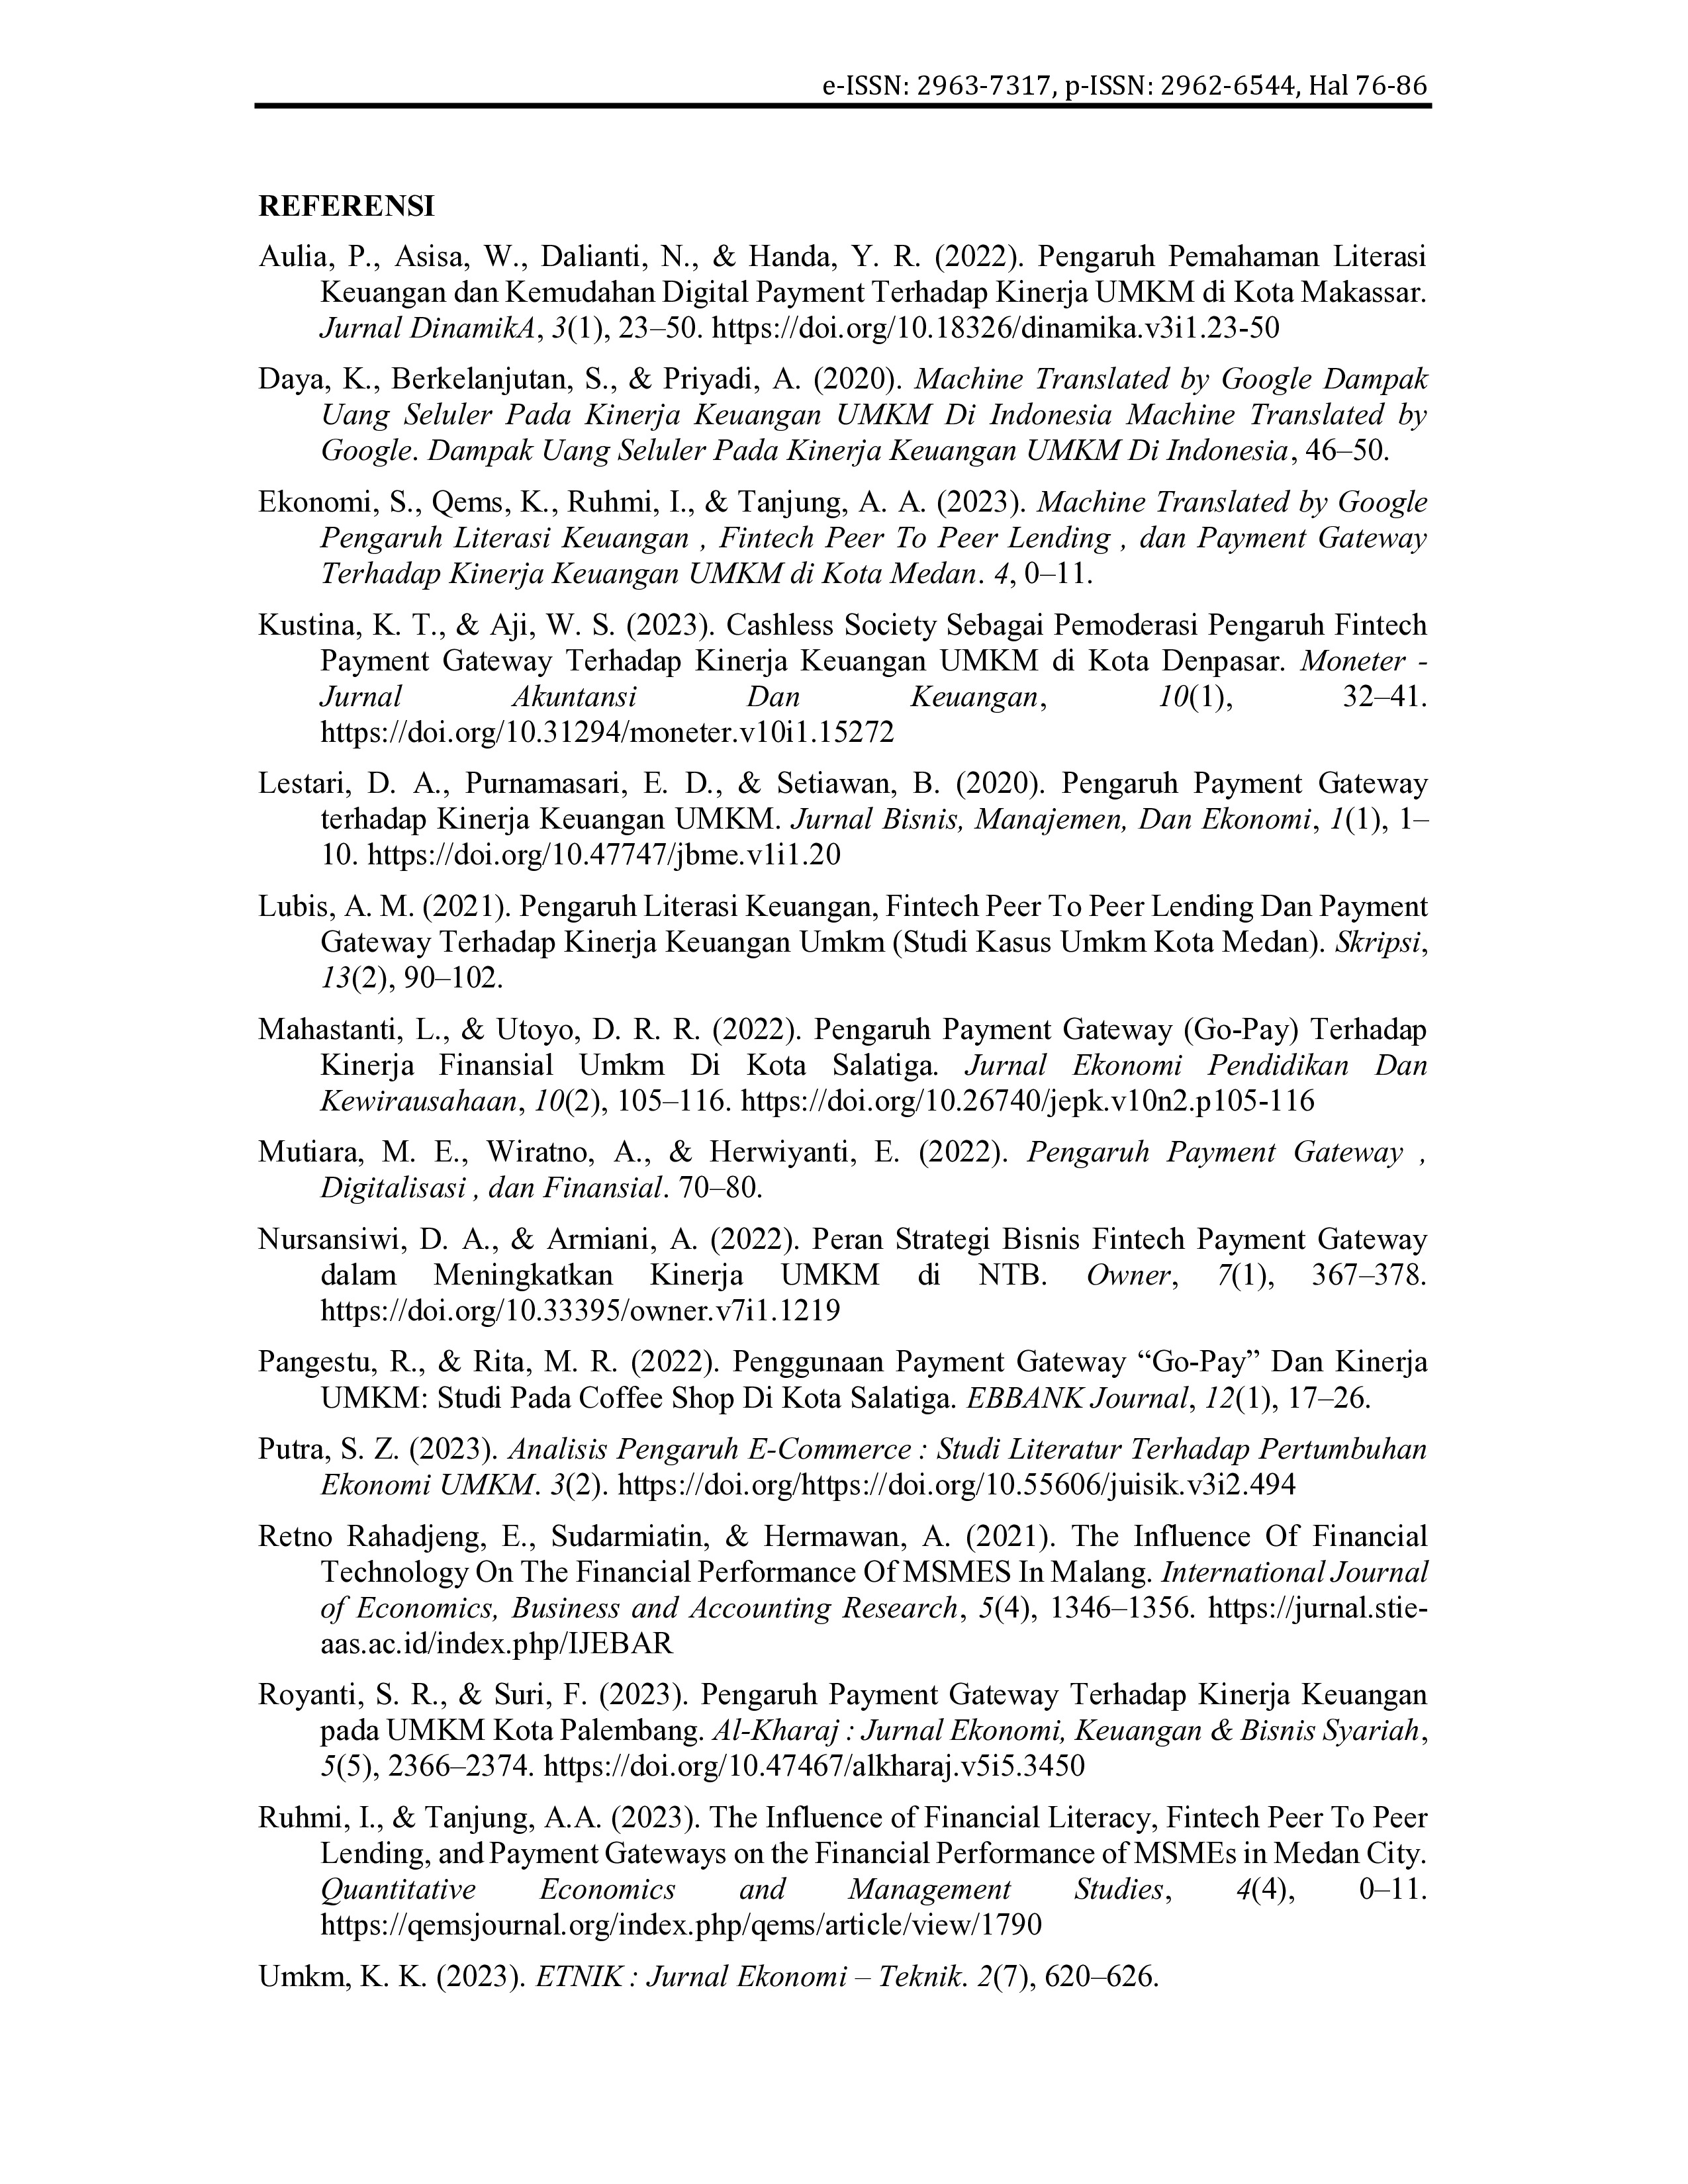 e-ISSN: 2963-7317, p-ISSN: 2962-6544, Hal 76-86
REFERENSI
Aulia, P., Asisa, W., Dalianti, N., & Handa, Y. R. (2022). Pengaruh Pemahaman Literasi
Keuangan dan Kemudahan Digital Payment Terhadap Kinerja UMKM di Kota Makassar.
Jurnal DinamikA, 3(1), 23–50. https://doi.org/10.18326/dinamika.v3i1.23-50
Daya, K., Berkelanjutan, S., & Priyadi, A. (2020). Machine Translated by Google Dampak
Uang Seluler Pada Kinerja Keuangan UMKM Di Indonesia Machine Translated by
Google. Dampak Uang Seluler Pada Kinerja Keuangan UMKM Di Indonesia, 46–50.
Ekonomi, S., Qems, K., Ruhmi, I., & Tanjung, A. A. (2023). Machine Translated by Google
Pengaruh Literasi Keuangan , Fintech Peer To Peer Lending , dan Payment Gateway
Terhadap Kinerja Keuangan UMKM di Kota Medan. 4, 0–11.
Kustina, K. T., & Aji, W. S. (2023). Cashless Society Sebagai Pemoderasi Pengaruh Fintech
Payment Gateway Terhadap Kinerja Keuangan UMKM di Kota Denpasar. Moneter -
Jurnal Akuntansi Dan Keuangan, 10(1), 32–41.
https://doi.org/10.31294/moneter.v10i1.15272
Lestari, D. A., Purnamasari, E. D., & Setiawan, B. (2020). Pengaruh Payment Gateway
terhadap Kinerja Keuangan UMKM. Jurnal Bisnis, Manajemen, Dan Ekonomi, 1(1), 1–
10. https://doi.org/10.47747/jbme.v1i1.20
Lubis, A. M. (2021). Pengaruh Literasi Keuangan, Fintech Peer To Peer Lending Dan Payment
Gateway Terhadap Kinerja Keuangan Umkm (Studi Kasus Umkm Kota Medan). Skripsi,
13(2), 90–102.
Mahastanti, L., & Utoyo, D. R. R. (2022). Pengaruh Payment Gateway (Go-Pay) Terhadap
Kinerja Finansial Umkm Di Kota Salatiga. Jurnal Ekonomi Pendidikan Dan
Kewirausahaan, 10(2), 105–116. https://doi.org/10.26740/jepk.v10n2.p105-116
Mutiara, M. E., Wiratno, A., & Herwiyanti, E. (2022). Pengaruh Payment Gateway ,
Digitalisasi , dan Finansial. 70–80.
Nursansiwi, D. A., & Armiani, A. (2022). Peran Strategi Bisnis Fintech Payment Gateway
dalam Meningkatkan Kinerja UMKM di NTB. Owner, 7(1), 367–378.
https://doi.org/10.33395/owner.v7i1.1219
Pangestu, R., & Rita, M. R. (2022). Penggunaan Payment Gateway “Go-Pay” Dan Kinerja
UMKM: Studi Pada Coffee Shop Di Kota Salatiga. EBBANK Journal, 12(1), 17–26.
Putra, S. Z. (2023). Analisis Pengaruh E-Commerce : Studi Literatur Terhadap Pertumbuhan
Ekonomi UMKM. 3(2). https://doi.org/https://doi.org/10.55606/juisik.v3i2.494
Retno Rahadjeng, E., Sudarmiatin, & Hermawan, A. (2021). The Influence Of Financial
Technology On The Financial Performance Of MSMES In Malang. International Journal
of Economics, Business and Accounting Research, 5(4), 1346–1356. https://jurnal.stie-
aas.ac.id/index.php/IJEBAR
Royanti, S. R., & Suri, F. (2023). Pengaruh Payment Gateway Terhadap Kinerja Keuangan
pada UMKM Kota Palembang. Al-Kharaj : Jurnal Ekonomi, Keuangan & Bisnis Syariah,
5(5), 2366–2374. https://doi.org/10.47467/alkharaj.v5i5.3450
Ruhmi, I., & Tanjung, A.A. (2023). The Influence of Financial Literacy, Fintech Peer To Peer
Lending, and Payment Gateways on the Financial Performance of MSMEs in Medan City.
Quantitative Economics and Management Studies, 4(4), 0–11.
https://qemsjournal.org/index.php/qems/article/view/1790
Umkm, K. K. (2023). ETNIK : Jurnal Ekonomi – Teknik. 2(7), 620–626.